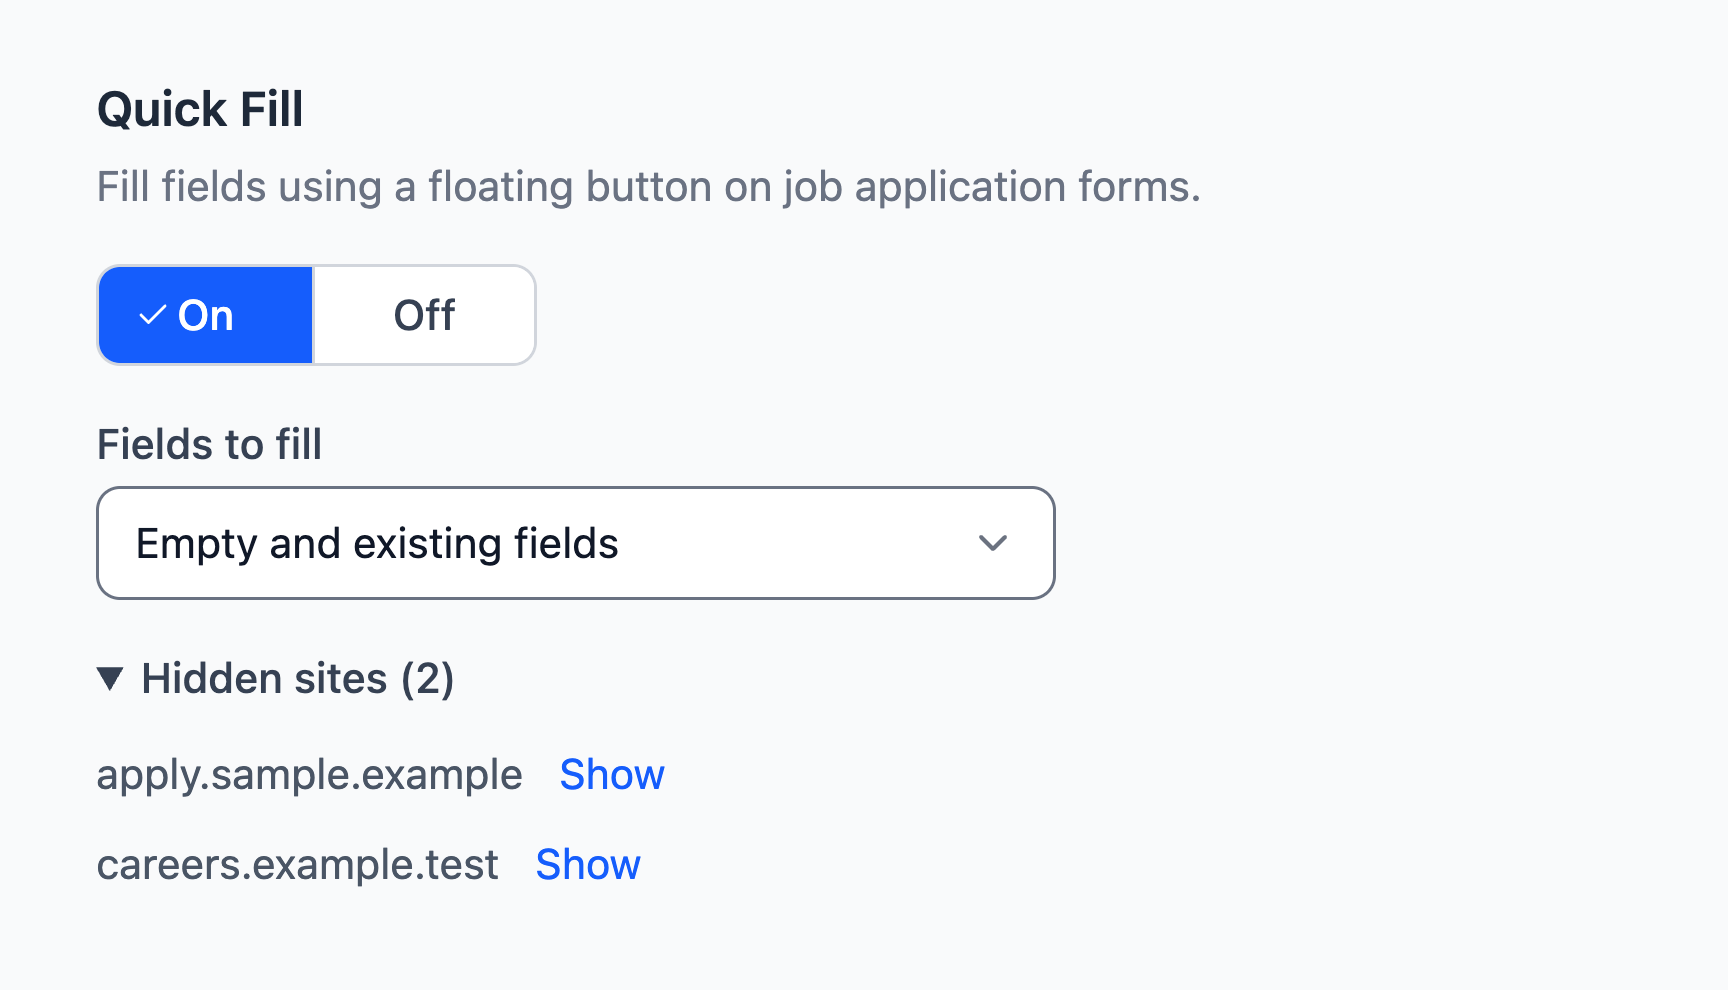 Quick Fill
Fill fields using a floating button on job application forms.
On Off
Fields to fill
Empty and existing fields
Hidden sites (2)
apply.sample.example Show
careers.example.test Show